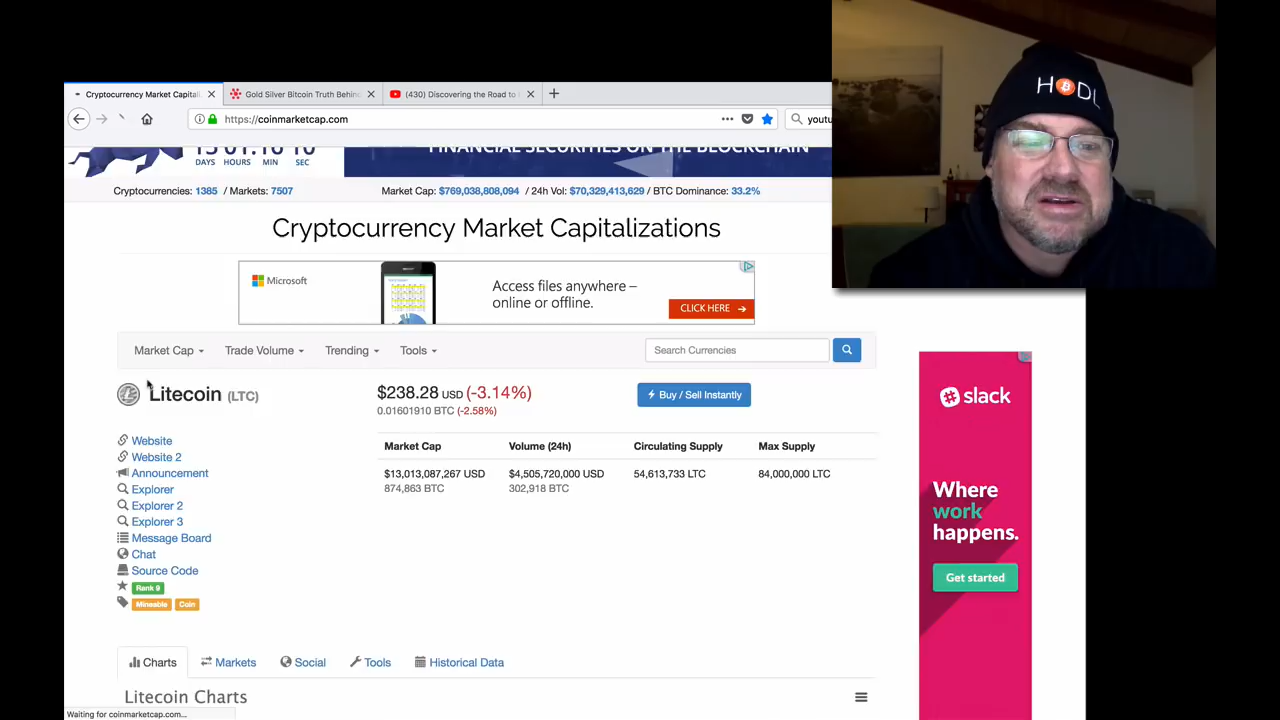 Cryptocurrency Market Capitali
Gold Silver Bitcoin Truth Behin
(430) Discovering the Road to
https://coinmarketcap.com
youtu
DAYS HOURS MIN SEC
FINANCIAL SECURITIES ON THE BLOCKCHAIN
Cryptocurrencies: 1385 / Markets: 7507
Market Cap: $769,038,808,094 / 24h Vol: $70,329,413,629 / BTC Dominance: 33.2%
Cryptocurrency Market Capitalizations
Microsoft
Access files anywhere –
online or offline.
CLICK HERE
Market Cap
Trade Volume
Trending
Tools
Search Currencies
Litecoin (LTC)
$238.28 USD (-3.14%)
0.01601910 BTC (-2.58%)
Buy / Sell Instantly
Market Cap
Volume (24h)
Circulating Supply
Max Supply
$13,013,087,267 USD
$4,505,720,000 USD
54,613,733 LTC
84,000,000 LTC
874,863 BTC
302,918 BTC
Website
Website 2
Announcement
Explorer
Explorer 2
Explorer 3
Message Board
Chat
Source Code
Rank 9
Mineable
Coin
Charts
Markets
Social
Tools
Historical Data
Litecoin Charts
Waiting for coinmarketcap.com...
slack
Where
work
happens.
Get started
HODL